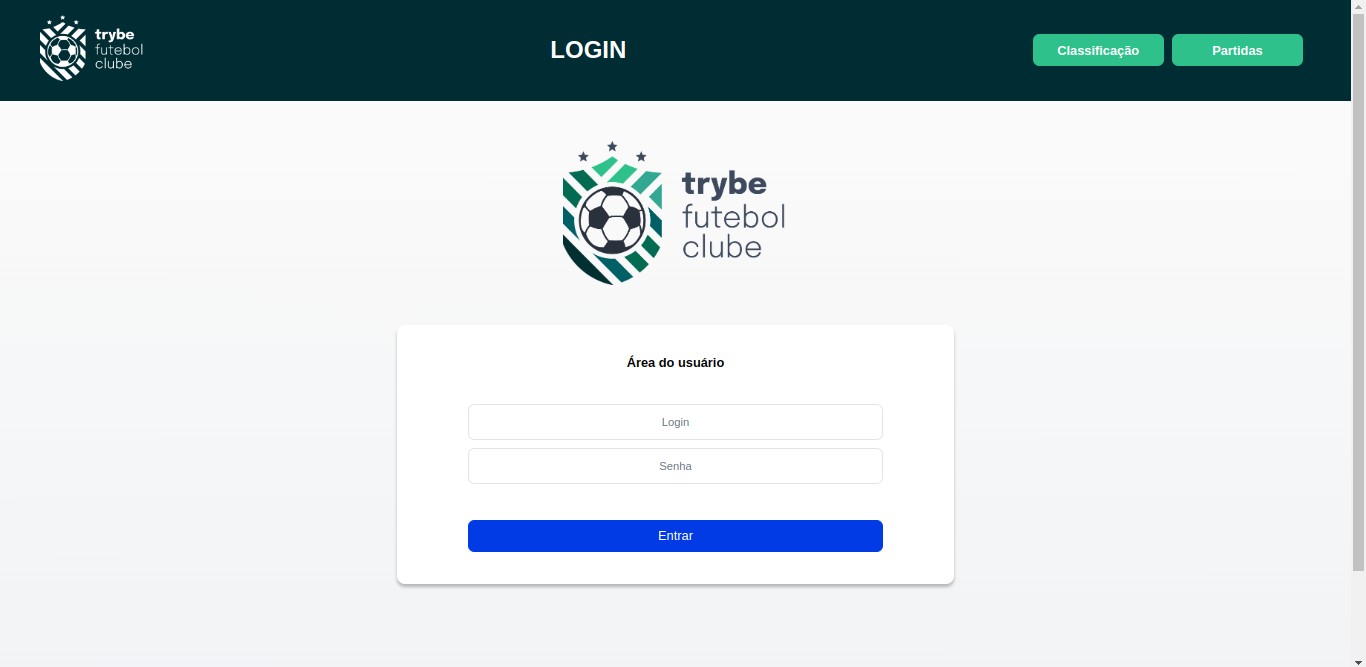 trybe
futebol
clube
LOGIN
Classificação
Partidas
trybe
futebol
clube
Área do usuário
Login
Senha
Entrar